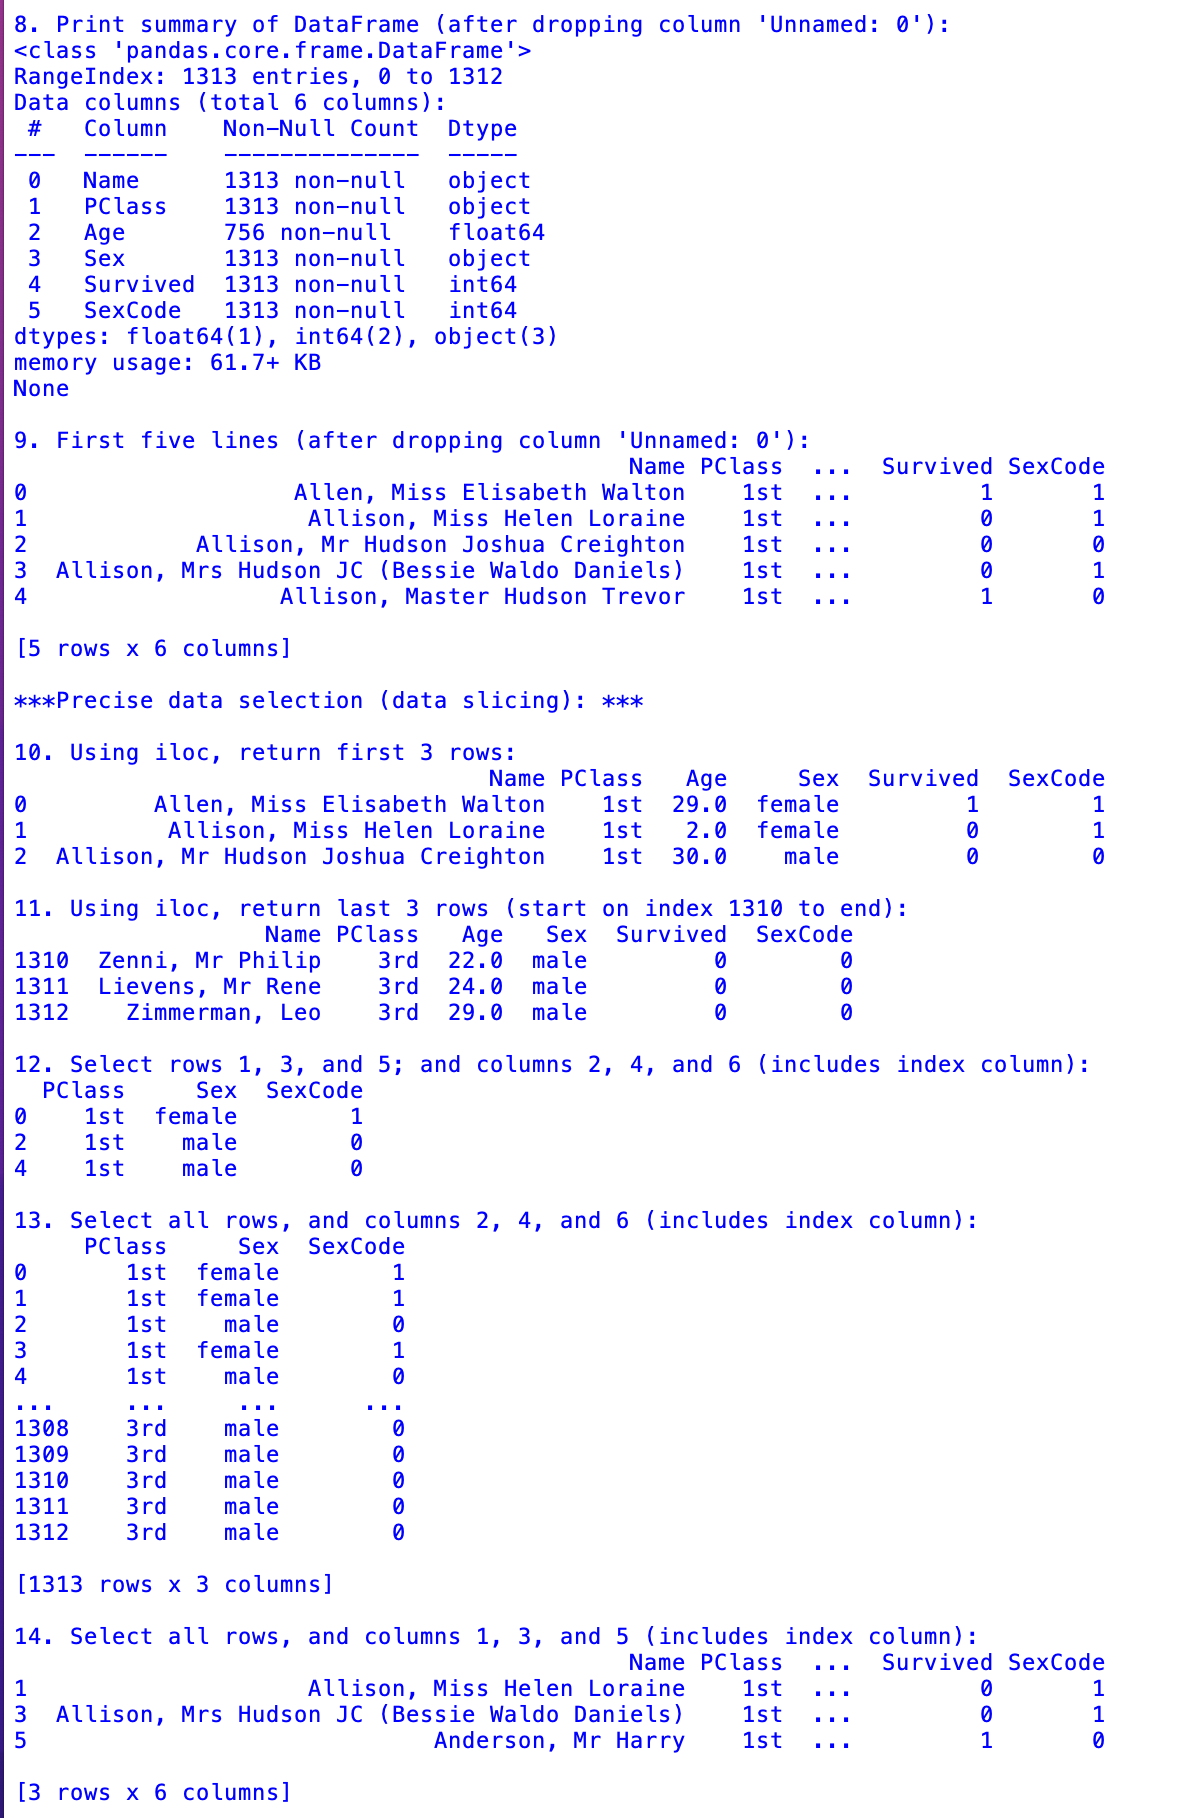 8. Print summary of DataFrame (after dropping column 'Unnamed: 0'):
<class 'pandas.core.frame.DataFrame'>
RangeIndex: 1313 entries, 0 to 1312
Data columns (total 6 columns):
 #   Column    Non-Null Count  Dtype
---  ------    --------------  -----
 0   Name      1313 non-null   object
 1   PClass    1313 non-null   object
 2   Age       756 non-null    float64
 3   Sex       1313 non-null   object
 4   Survived  1313 non-null   int64
 5   SexCode   1313 non-null   int64
dtypes: float64(1), int64(2), object(3)
memory usage: 61.7+ KB
None

9. First five lines (after dropping column 'Unnamed: 0'):
                                            Name PClass  ...  Survived SexCode
0                    Allen, Miss Elisabeth Walton    1st  ...         1       1
1                     Allison, Miss Helen Loraine    1st  ...         0       1
2             Allison, Mr Hudson Joshua Creighton    1st  ...         0       0
3   Allison, Mrs Hudson JC (Bessie Waldo Daniels)    1st  ...         0       1
4                   Allison, Master Hudson Trevor    1st  ...         1       0

[5 rows x 6 columns]

***Precise data selection (data slicing): ***

10. Using iloc, return first 3 rows:
                                  Name PClass   Age     Sex  Survived  SexCode
0          Allen, Miss Elisabeth Walton    1st  29.0  female         1        1
1           Allison, Miss Helen Loraine    1st   2.0  female         0        1
2   Allison, Mr Hudson Joshua Creighton    1st  30.0    male         0        0

11. Using iloc, return last 3 rows (start on index 1310 to end):
                  Name PClass   Age   Sex  Survived  SexCode
1310  Zenni, Mr Philip    3rd  22.0  male         0        0
1311  Lievens, Mr Rene    3rd  24.0  male         0        0
1312    Zimmerman, Leo    3rd  29.0  male         0        0

12. Select rows 1, 3, and 5; and columns 2, 4, and 6 (includes index column):
  PClass     Sex  SexCode
0    1st  female        1
2    1st    male        0
4    1st    male        0

13. Select all rows, and columns 2, 4, and 6 (includes index column):
     PClass     Sex  SexCode
0       1st  female        1
1       1st  female        1
2       1st    male        0
3       1st  female        1
4       1st    male        0
...     ...     ...      ...
1308    3rd    male        0
1309    3rd    male        0
1310    3rd    male        0
1311    3rd    male        0
1312    3rd    male        0

[1313 rows x 3 columns]

14. Select all rows, and columns 1, 3, and 5 (includes index column):
                                            Name PClass  ...  Survived SexCode
1                     Allison, Miss Helen Loraine    1st  ...         0       1
3   Allison, Mrs Hudson JC (Bessie Waldo Daniels)    1st  ...         0       1
5                              Anderson, Mr Harry    1st  ...         1       0

[3 rows x 6 columns]